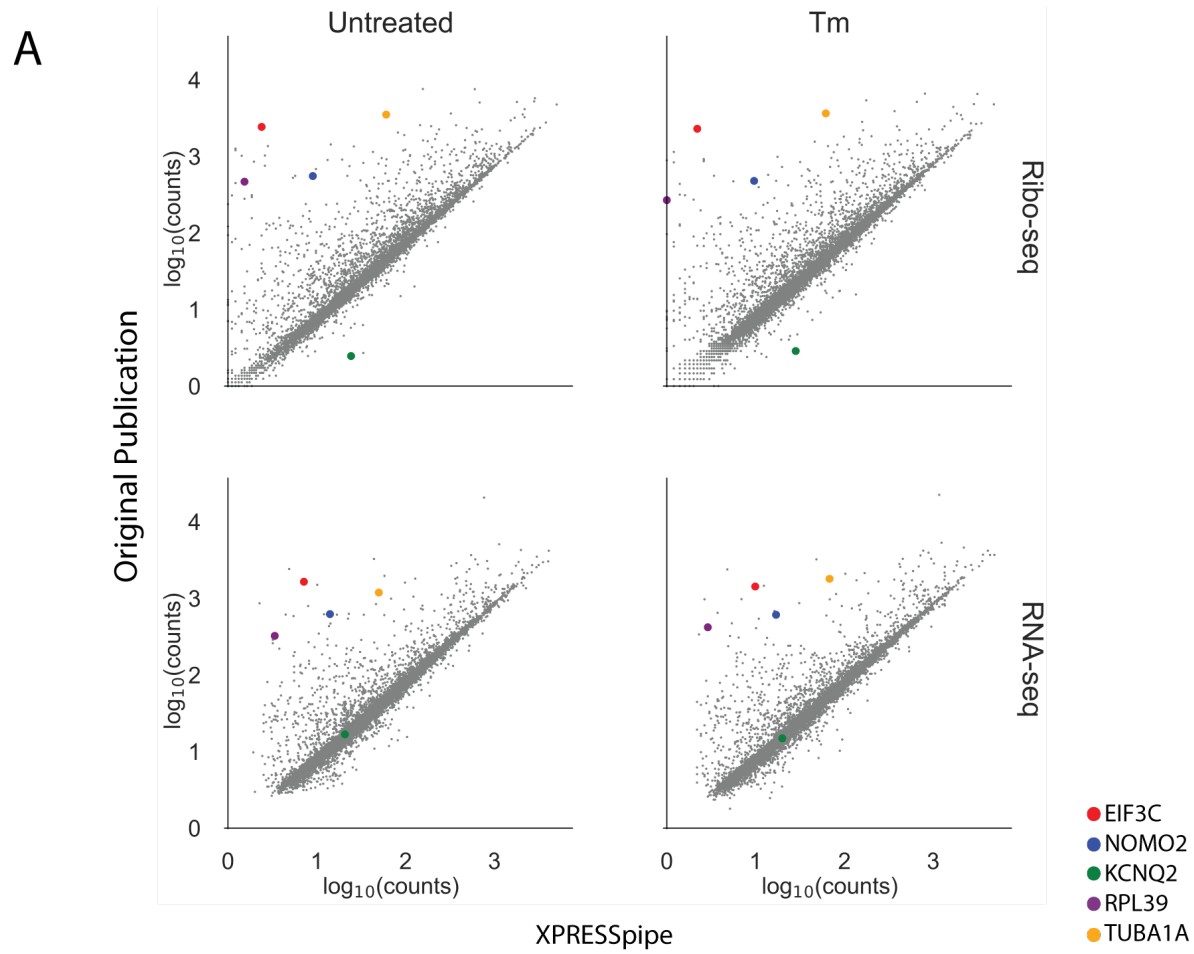 A
Untreated
Tm
4
3
2
1
0
log10(counts)
Ribo-seq
Original Publication
4
3
2
1
0
log10(counts)
RNA-seq
0 1 2 3
log10(counts)
0 1 2 3
log10(counts)
XPRESSpipe
EIF3C
NOMO2
KCNQ2
RPL39
TUBA1A